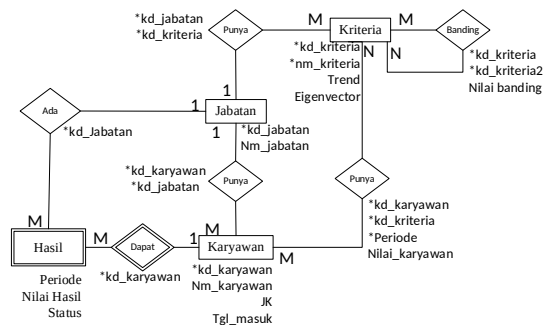 *kd_jabatan
*kd_kriteria
Punya
M
Kriteria
M
Banding
*kd_kriteria
*nm_kriteria
Trend
Eigenvector
N
N
*kd_kriteria
*kd_kriteria2
Nilai banding
Ada
*kd_Jabatan
1
1
Jabatan
1
*kd_jabatan
Nm_jabatan
*kd_karyawan
*kd_jabatan
Punya
Punya
*kd_karyawan
*kd_kriteria
*Periode
Nilai_karyawan
M
Hasil
M
Dapat
*kd_karyawan
1
M
Karyawan
M
*kd_karyawan
Nm_karyawan
JK
Tgl_masuk
Periode
Nilai Hasil
Status